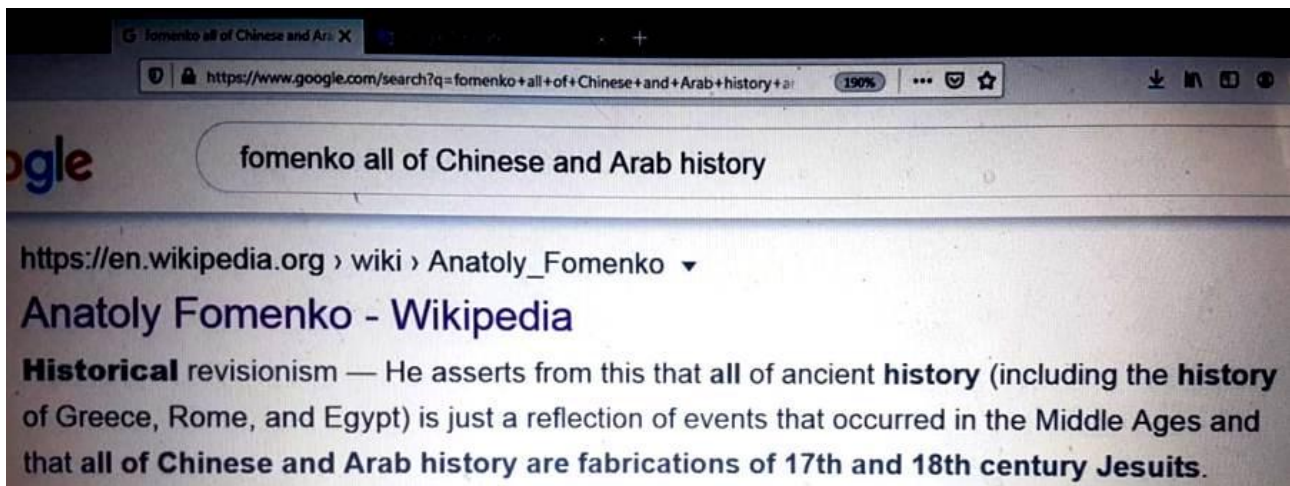 fomenko all of Chinese and Ara
https://www.google.com/search?q=fomenko+all+of+Chinese+and+Arab+history+ar 190%
ogle fomenko all of Chinese and Arab history
https://en.wikipedia.org › wiki › Anatoly_Fomenko
Anatoly Fomenko - Wikipedia
Historical revisionism — He asserts from this that all of ancient history (including the history
of Greece, Rome, and Egypt) is just a reflection of events that occurred in the Middle Ages and
that all of Chinese and Arab history are fabrications of 17th and 18th century Jesuits.